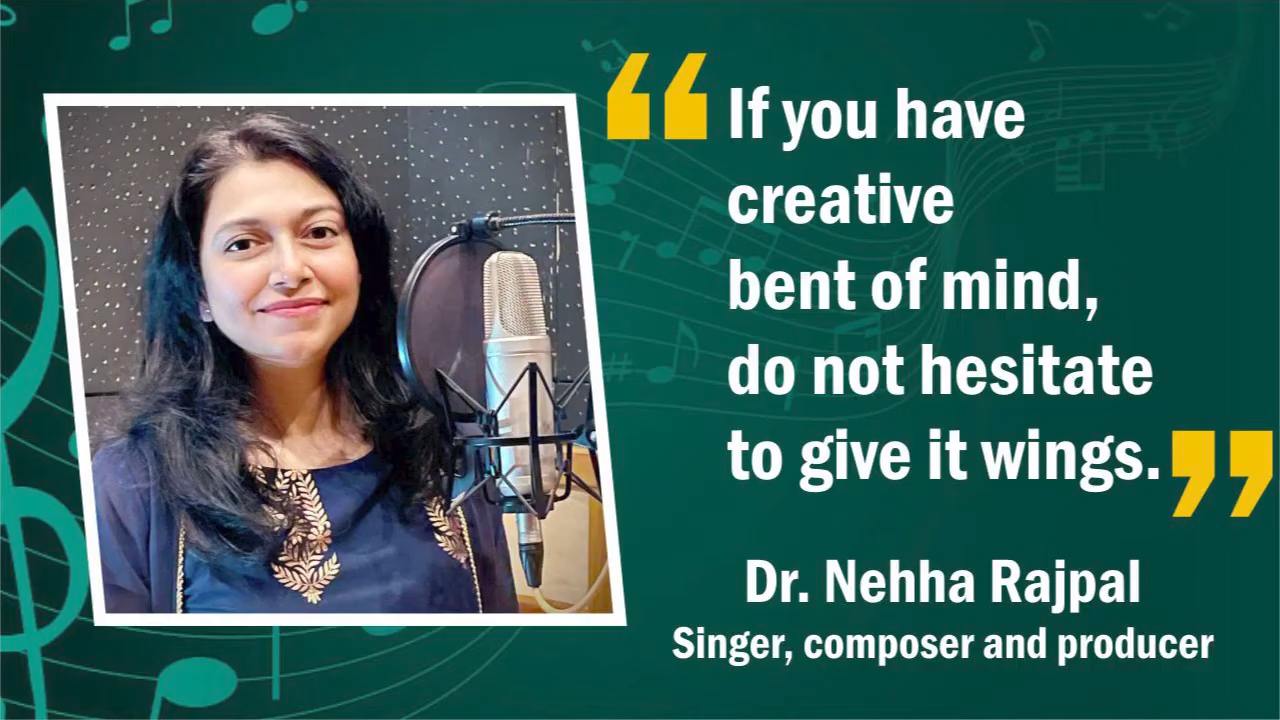 “If you have
creative
bent of mind,
do not hesitate
to give it wings.”
Dr. Nehha Rajpal
Singer, composer and producer